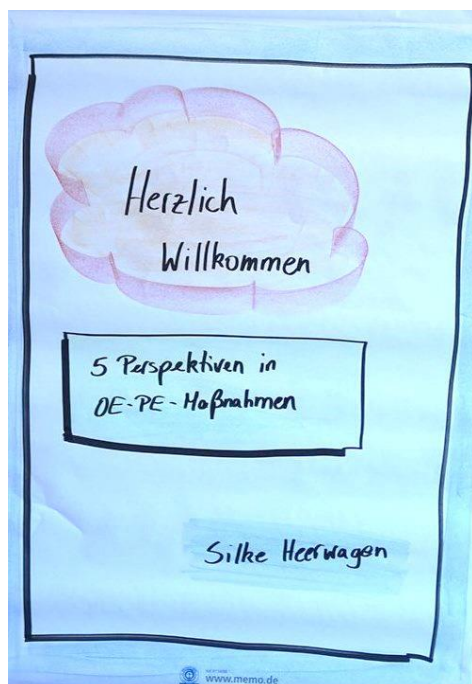 Herzlich
Willkommen
5 Perspektiven in
OE-PE-Maßnahmen
Silke Heerwagen
www.memo.de